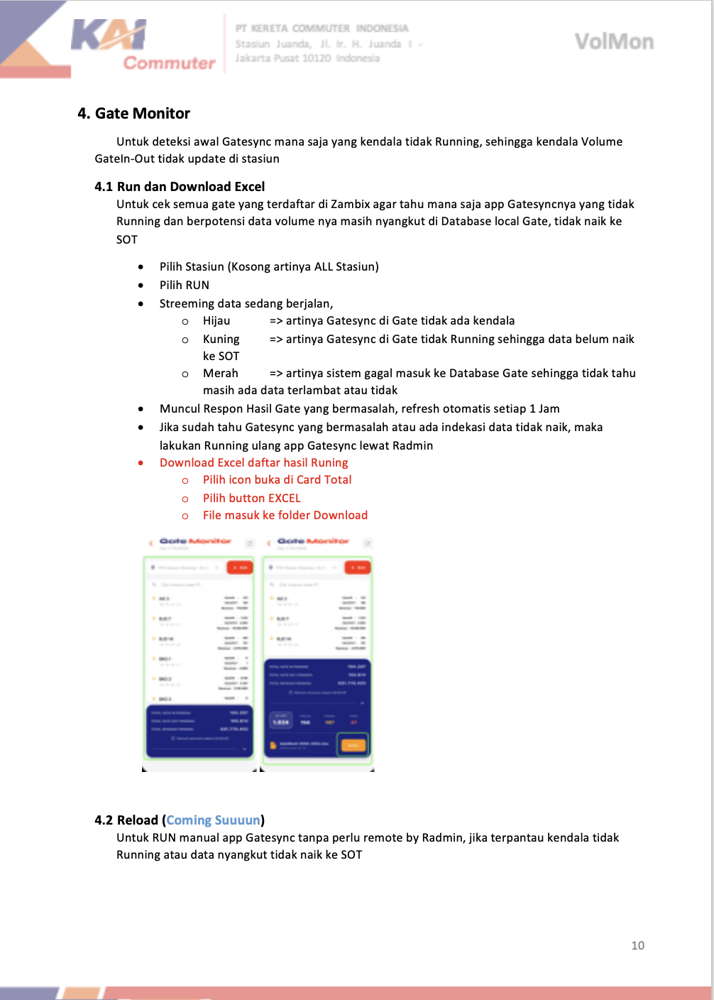 KAI
Commuter
PT KERETA COMMUTER INDONESIA
Stasiun Juanda, Jl. Ir. H. Juanda I -
Jakarta Pusat 10120 Indonesia
VolMon
4. Gate Monitor
Untuk deteksi awal Gatesync mana saja yang kendala tidak Running, sehingga kendala Volume
GateIn-Out tidak update di stasiun
4.1 Run dan Download Excel
Untuk cek semua gate yang terdaftar di Zambix agar tahu mana saja app Gatesyncnya yang tidak
Running dan berpotensi data volume nya masih nyangkut di Database local Gate, tidak naik ke
SOT
• Pilih Stasiun (Kosong artinya ALL Stasiun)
• Pilih RUN
• Streeming data sedang berjalan,
o Hijau => artinya Gatesync di Gate tidak ada kendala
o Kuning => artinya Gatesync di Gate tidak Running sehingga data belum naik
ke SOT
o Merah => artinya sistem gagal masuk ke Database Gate sehingga tidak tahu
masih ada data terlambat atau tidak
• Muncul Respon Hasil Gate yang bermasalah, refresh otomatis setiap 1 Jam
• Jika sudah tahu Gatesync yang bermasalah atau ada indekasi data tidak naik, maka
lakukan Running ulang app Gatesync lewat Radmin
• Download Excel daftar hasil Runing
o Pilih icon buka di Card Total
o Pilih button EXCEL
o File masuk ke folder Download
Gate Monitor
Gate Monitor
4.2 Reload (Coming Suuuun)
Untuk RUN manual app Gatesync tanpa perlu remote by Radmin, jika terpantau kendala tidak
Running atau data nyangkut tidak naik ke SOT
10